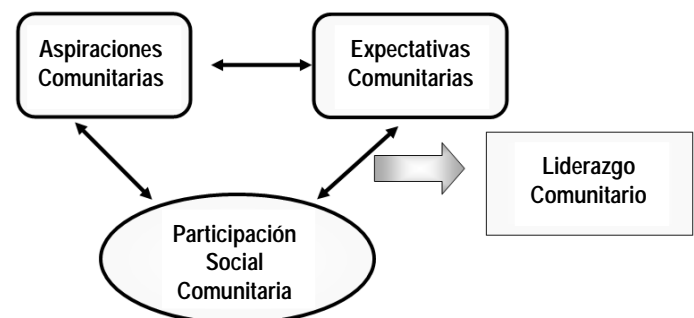 Aspiraciones
Comunitarias
Expectativas
Comunitarias
Liderazgo
Comunitario
Participación
Social
Comunitaria